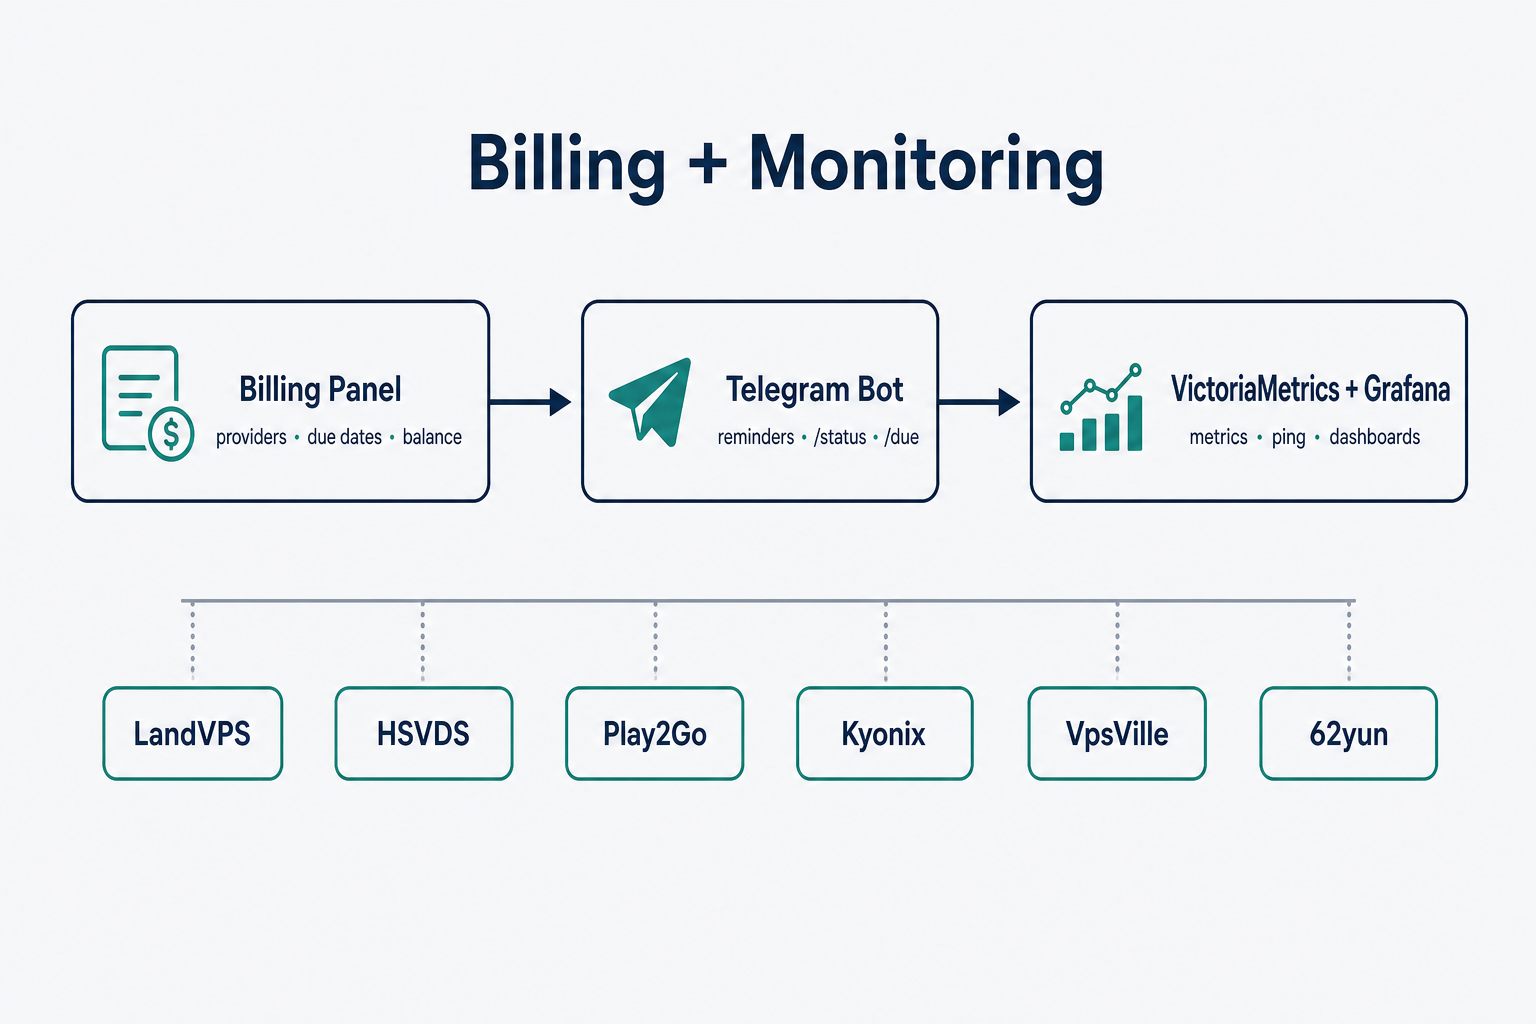 Billing + Monitoring
Billing Panel
providers • due dates • balance
Telegram Bot
reminders • /status • /due
VictoriaMetrics + Grafana
metrics • ping • dashboards
$
LandVPS
HSVDS
Play2Go
Kyonix
VpsVille
62yun